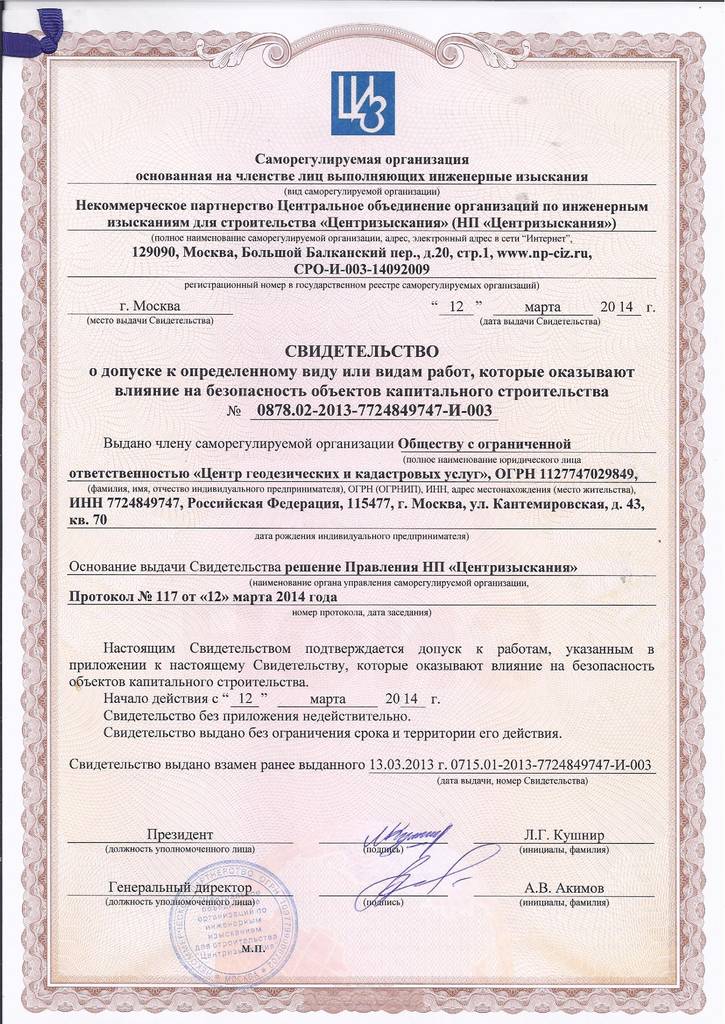 ЦИЗ
Саморегулируемая организация
основанная на членстве лиц выполняющих инженерные изыскания
(вид саморегулируемой организации)
Некоммерческое партнерство Центральное объединение организаций по инженерным
изысканиям для строительства «Центризыскания» (НП «Центризыскания»)
(полное наименование саморегулируемой организации, адрес, электронный адрес в сети "Интернет",
129090, Москва, Большой Балканский пер., д.20, стр.1, www.np-ciz.ru,
СРО-И-003-14092009
регистрационный номер в государственном реестре саморегулируемых организаций)
г. Москва “ 12 ” марта 20 14 г.
(место выдачи Свидетельства) (дата выдачи Свидетельства)
СВИДЕТЕЛЬСТВО
о допуске к определенному виду или видам работ, которые оказывают
влияние на безопасность объектов капитального строительства
№ 0878.02-2013-7724849747-И-003
Выдано члену саморегулируемой организации Обществу с ограниченной
(полное наименование юридического лица
ответственностью «Центр геодезических и кадастровых услуг», ОГРН 1127747029849,
(фамилия, имя, отчество индивидуального предпринимателя), ОГРН (ОГРНИП), ИНН, адрес местонахождения (место жительства),
ИНН 7724849747, Российская Федерация, 115477, г. Москва, ул. Кантемировская, д. 43,
кв. 70
дата рождения индивидуального предпринимателя)
Основание выдачи Свидетельства решение Правления НП «Центризыскания»
(наименование органа управления саморегулируемой организации,
Протокол № 117 от «12» марта 2014 года
номер протокола, дата заседания)
Настоящим Свидетельством подтверждается допуск к работам, указанным в
приложении к настоящему Свидетельству, которые оказывают влияние на безопасность
объектов капитального строительства.
Начало действия с “ 12 ” марта 20 14 г.
Свидетельство без приложения недействительно.
Свидетельство выдано без ограничения срока и территории его действия.
Свидетельство выдано взамен ранее выданного 13.03.2013 г. 0715.01-2013-7724849747-И-003
(дата выдачи, номер Свидетельства)
Президент Л.Г. Кушнир
(должность уполномоченного лица) (подпись) (инициалы, фамилия)
Генеральный директор А.В. Акимов
(должность уполномоченного лица) (подпись) (инициалы, фамилия)
организаций по
инженерным
изысканиям
для строительства
М.П.
МОСКВА